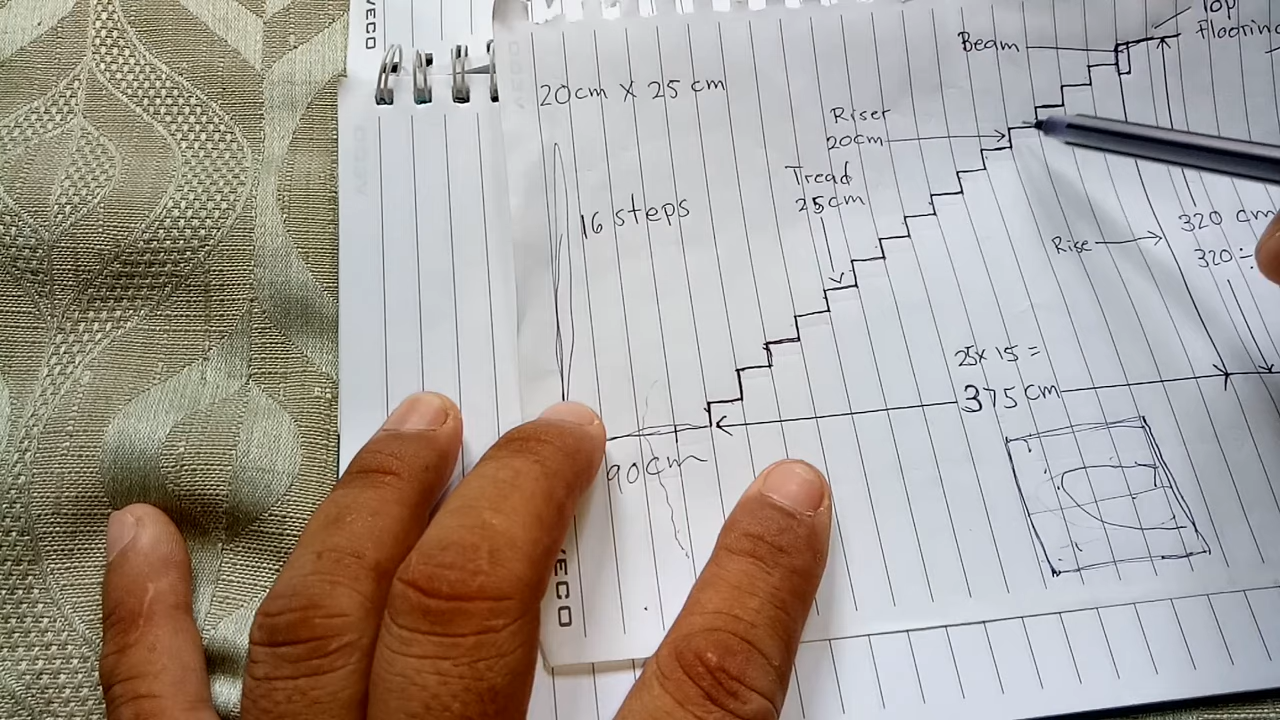 VECO
20cm X 25 cm
16 steps
Beam
Top
Flooring
Riser
20cm
Tread
25cm
Rise
320 cm
320 ÷
25 x 15 =
375 cm
90cm
VECO